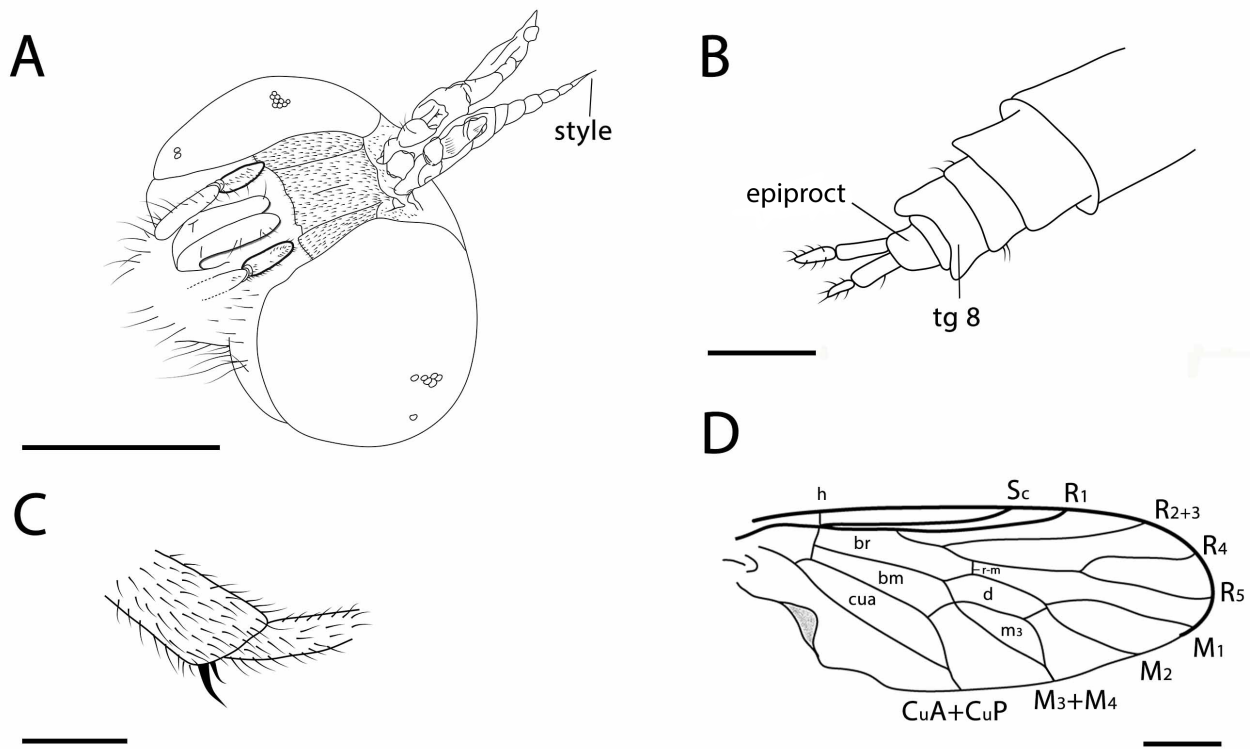 A
style
B
epiproct
tg 8
C
D
h
Sc
R1
R2+3
R4
R5
M1
M2
M3+M4
CuA+CuP
br
bm
cua
r-m
d
m3